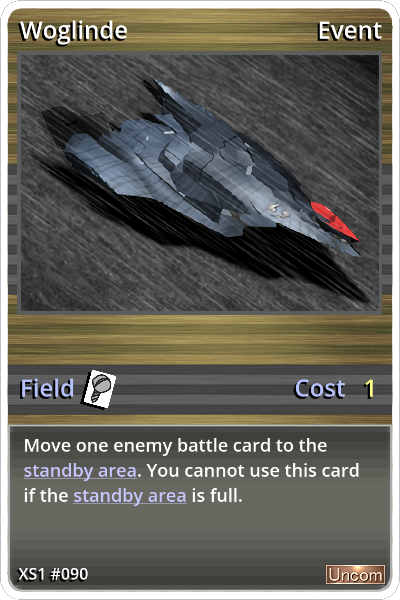 Woglinde Event
Field Cost 1
Move one enemy battle card to the
standby area. You cannot use this card
if the standby area is full.
XS1 #090 Uncom